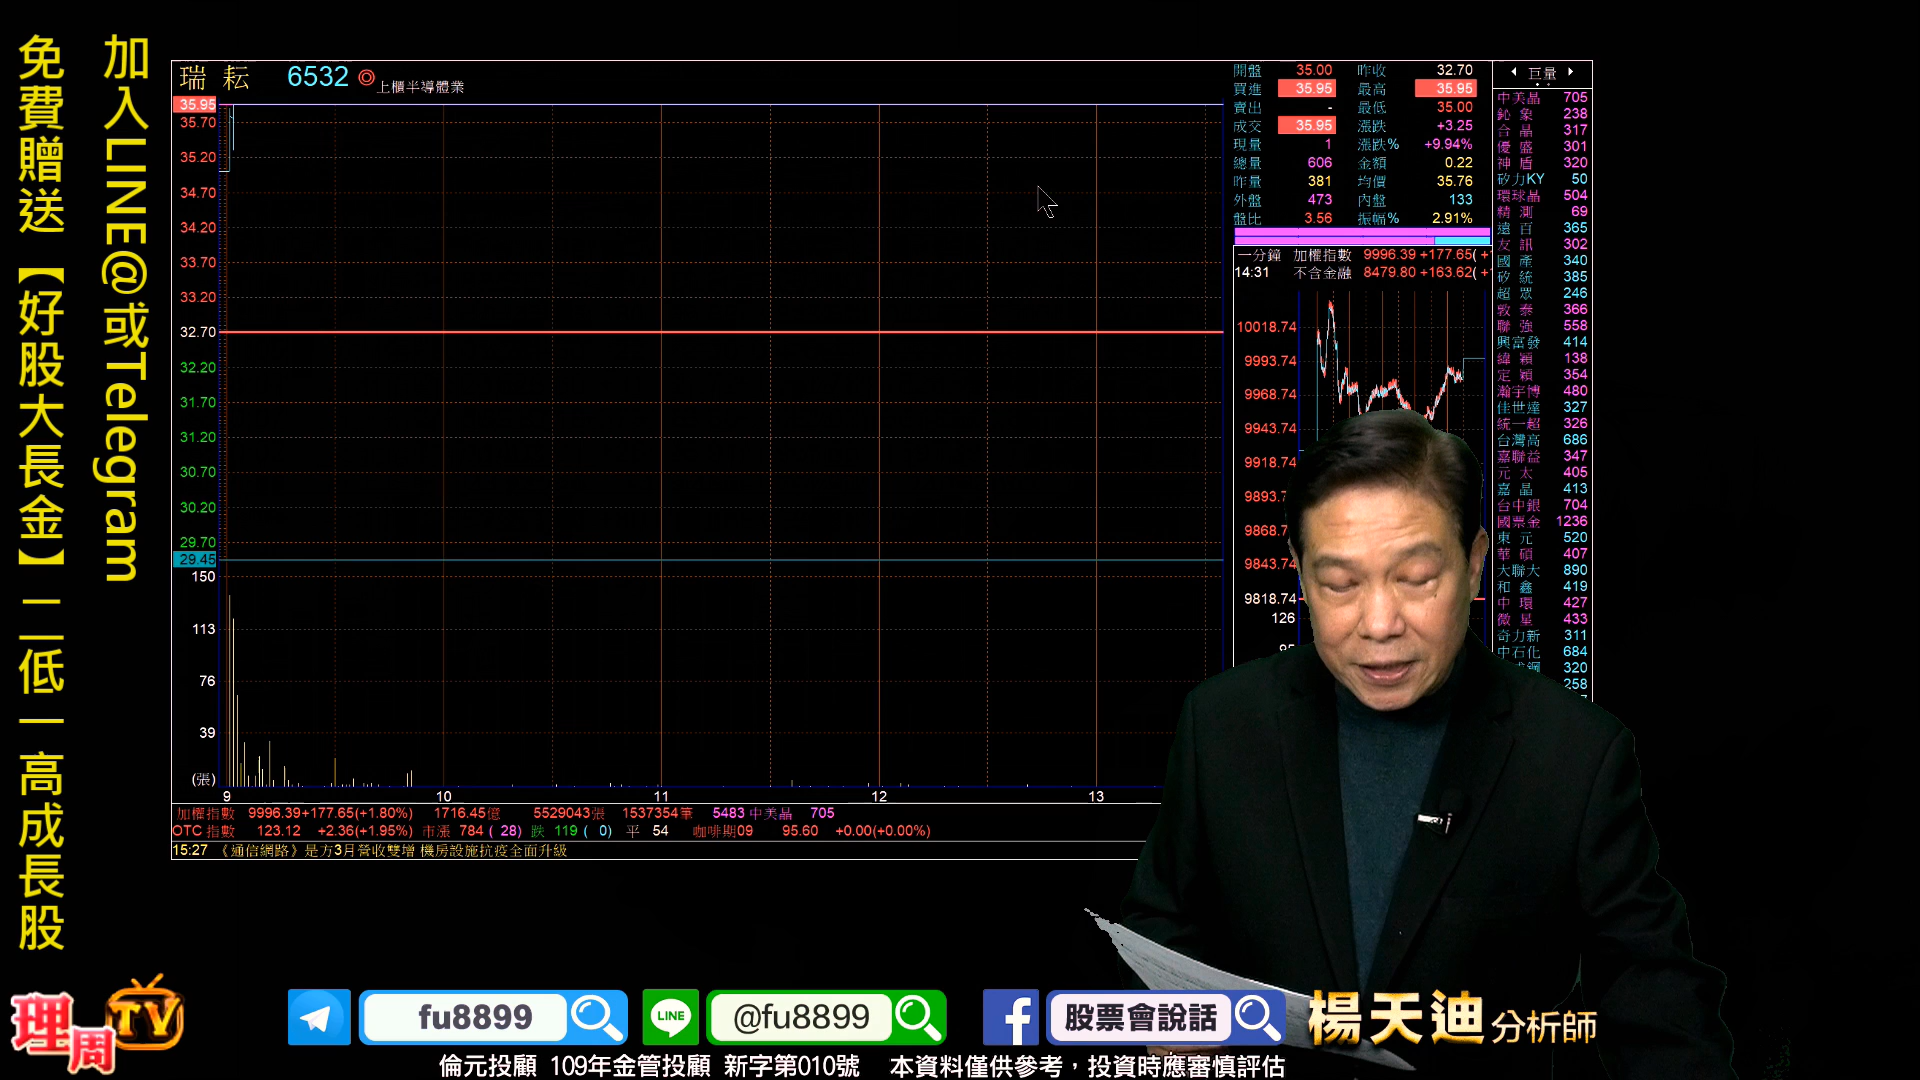 加入LINE@或Telegram
免費贈送【好股大長金】一二低一高成長股
瑞耘 6532 ◎上櫃半導體業
35.95
35.70
35.20
34.70
34.20
33.70
33.20
32.70
32.20
31.70
31.20
30.70
30.20
29.70
29.45
150
113
76
39
(張)
9 10 11 12 13
開盤 35.00 昨收 32.70
買進 35.95 最高 35.95
賣出 - 最低 35.00
成交 35.95 漲跌 +3.25
現量 1 漲跌% +9.94%
總量 606 金額 0.22
昨量 381 均價 35.76
外盤 473 內盤 133
盤比 3.56 振幅% 2.91%
一分鐘 加權指數 9996.39 +177.65( +
14:31 不含金融 8479.80 +163.62( +
10018.74
9993.74
9968.74
9943.74
9918.74
9893.7
9868.7
9843.74
9818.74
126
巨量
中美晶 705
鈊象 238
合晶 317
優盛 301
神盾 320
矽力KY 50
環球晶 504
精測 69
遠百 365
友訊 302
國產 340
矽統 385
超眾 246
敦泰 366
聯強 558
興富發 414
緯穎 138
定穎 354
瀚宇博 480
佳世達 327
統一超 326
台灣高 686
嘉聯益 347
元太 405
嘉晶 413
台中銀 704
國票金 1236
東元 520
華碩 407
大聯大 890
和鑫 419
中環 427
微星 433
奇力新 311
中石化 684
320
258
加權指數 9996.39 +177.65(+1.80%) 1716.45億 5529043張 1537354筆 5483 中美晶 705
OTC 指數 123.12 +2.36(+1.95%) 市漲 784 ( 28) 跌 119 ( 0) 平 54 咖啡期09 95.60 +0.00(+0.00%)
15:27 《通信網路》是方3月營收雙增 機房設施抗疫全面升級
理周TV
fu8899
LINE @fu8899
f 股票會說話
楊天迪 分析師
倫元投顧 109年金管投顧 新字第010號 本資料僅供參考，投資時應審慎評估